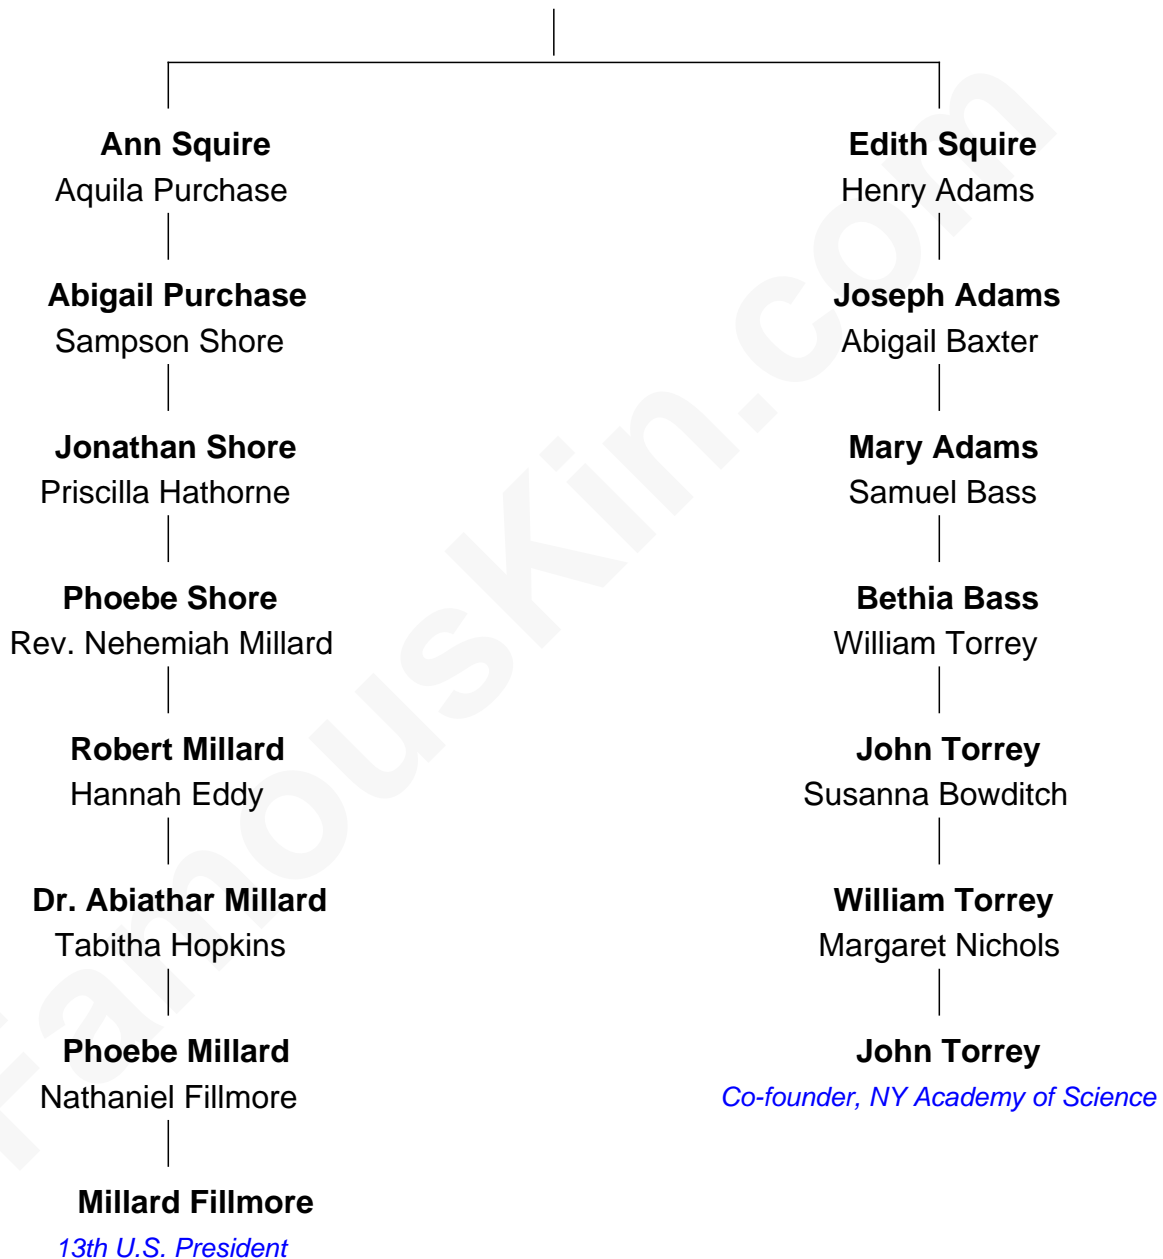 Ann Squire
Aquila Purchase
Abigail Purchase
Sampson Shore
Jonathan Shore
Priscilla Hathorne
Phoebe Shore
Rev. Nehemiah Millard
Robert Millard
Hannah Eddy
Dr. Abiathar Millard
Tabitha Hopkins
Phoebe Millard
Nathaniel Fillmore
Millard Fillmore
13th U.S. President
Edith Squire
Henry Adams
Joseph Adams
Abigail Baxter
Mary Adams
Samuel Bass
Bethia Bass
William Torrey
John Torrey
Susanna Bowditch
William Torrey
Margaret Nichols
John Torrey
Co-founder, NY Academy of Science
FamousKin.com